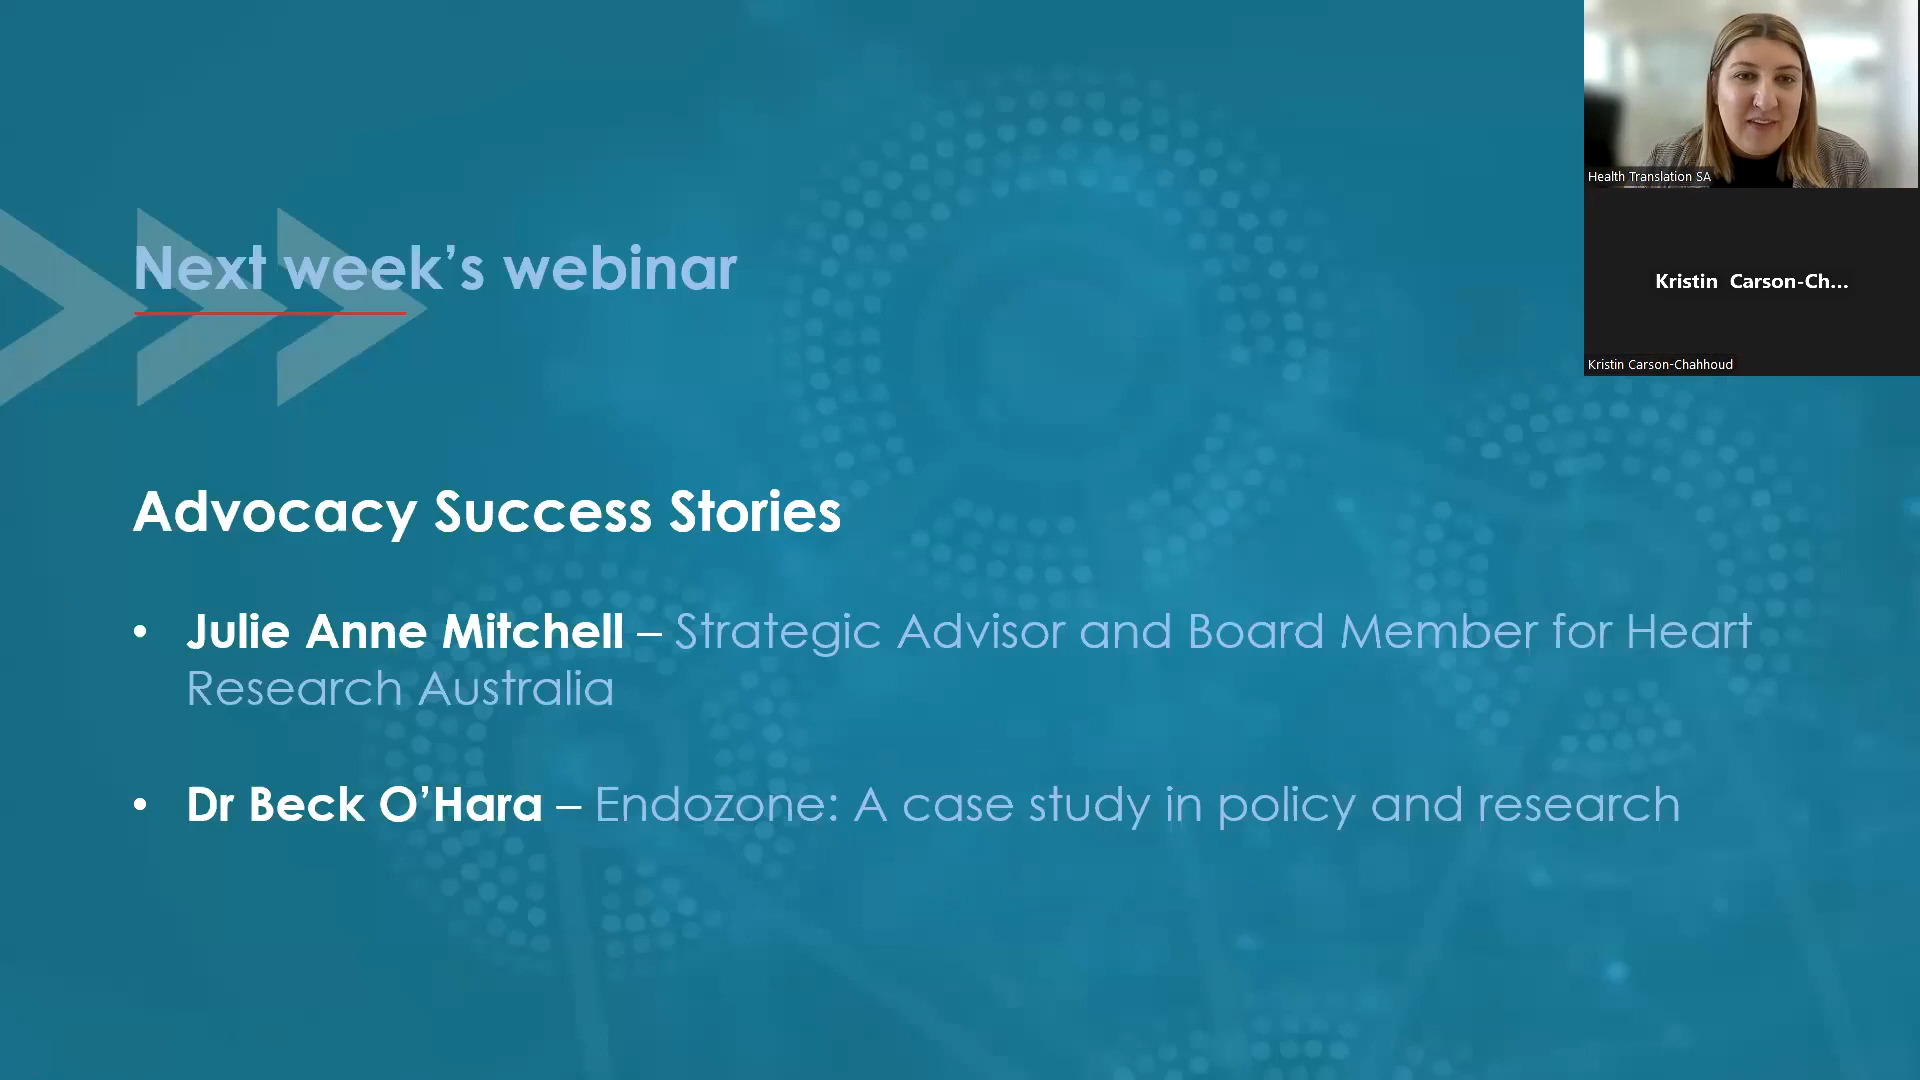 Next week’s webinar
Advocacy Success Stories
• Julie Anne Mitchell – Strategic Advisor and Board Member for Heart
Research Australia
• Dr Beck O’Hara – Endozone: A case study in policy and research
Health Translation SA
Kristin Carson-Ch...
Kristin Carson-Chahhoud